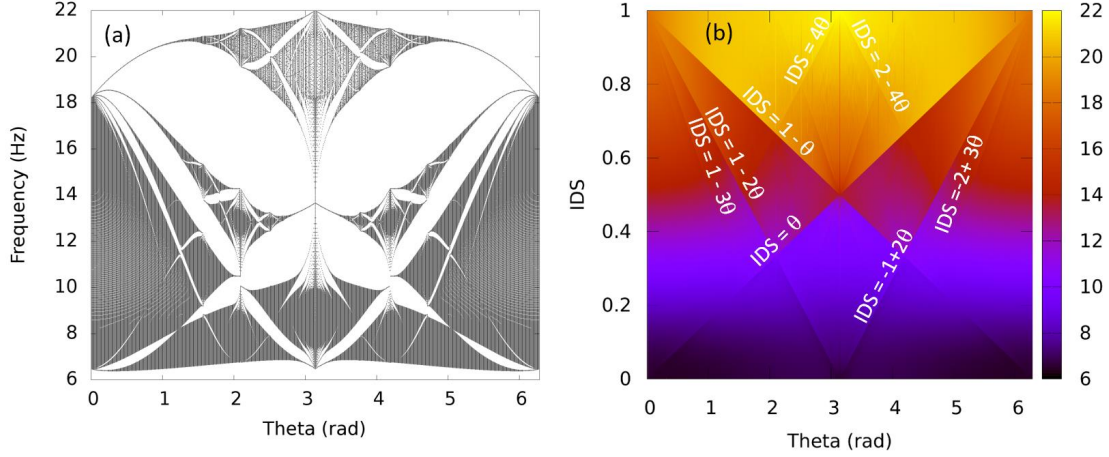 (a)
22
20
18
16
14
12
10
8
6
Frequency (Hz)
0 1 2 3 4 5 6
Theta (rad)
(b)
1
0.8
0.6
0.4
0.2
0
IDS
0 1 2 3 4 5 6
Theta (rad)
IDS = 4θ
2 - 4θ
IDS = 1 - θ
IDS = 1 - 2θ
IDS = 1 - 3θ
IDS = θ
IDS = -1+2θ
IDS =-2+ 3θ
22
20
18
16
14
12
10
8
6